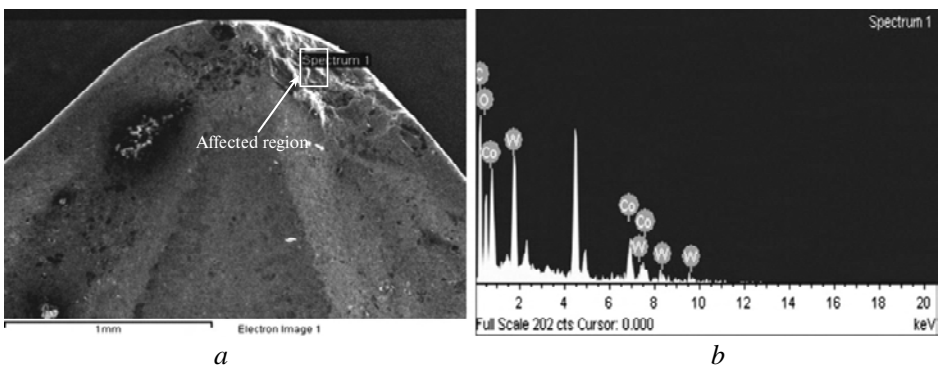 Spectrum 1
Affected region
1mm
Electron Image 1
a
Spectrum 1
C
O
Co
W
Co
Co
W
W
W
2 4 6 8 10 12 14 16 18 20
Full Scale 202 cts Cursor: 0.000
keV
b